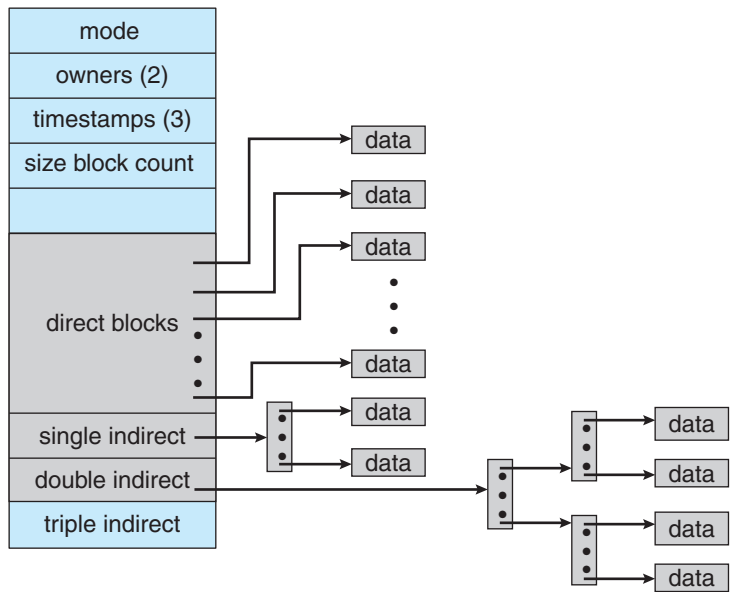 mode
owners (2)
timestamps (3)
size block count
direct blocks
single indirect
double indirect
triple indirect
data
data
data
data
data
data
data
data
data
data